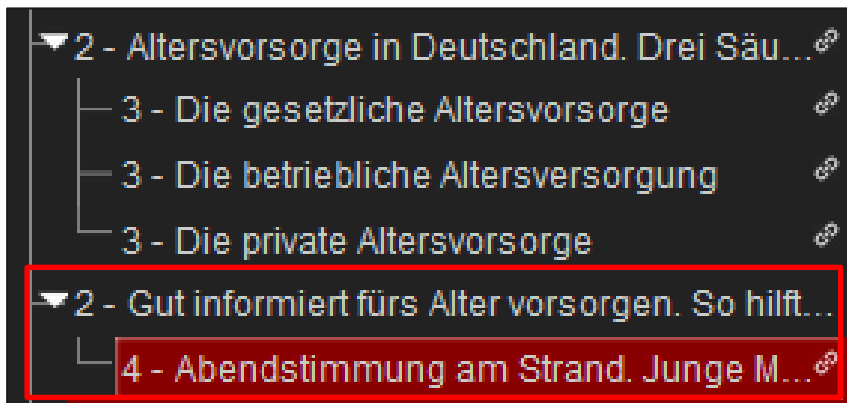 2 - Altersvorsorge in Deutschland. Drei Säu...
3 - Die gesetzliche Altersvorsorge
3 - Die betriebliche Altersversorgung
3 - Die private Altersvorsorge
2 - Gut informiert fürs Alter vorsorgen. So hilft...
4 - Abendstimmung am Strand. Junge M...